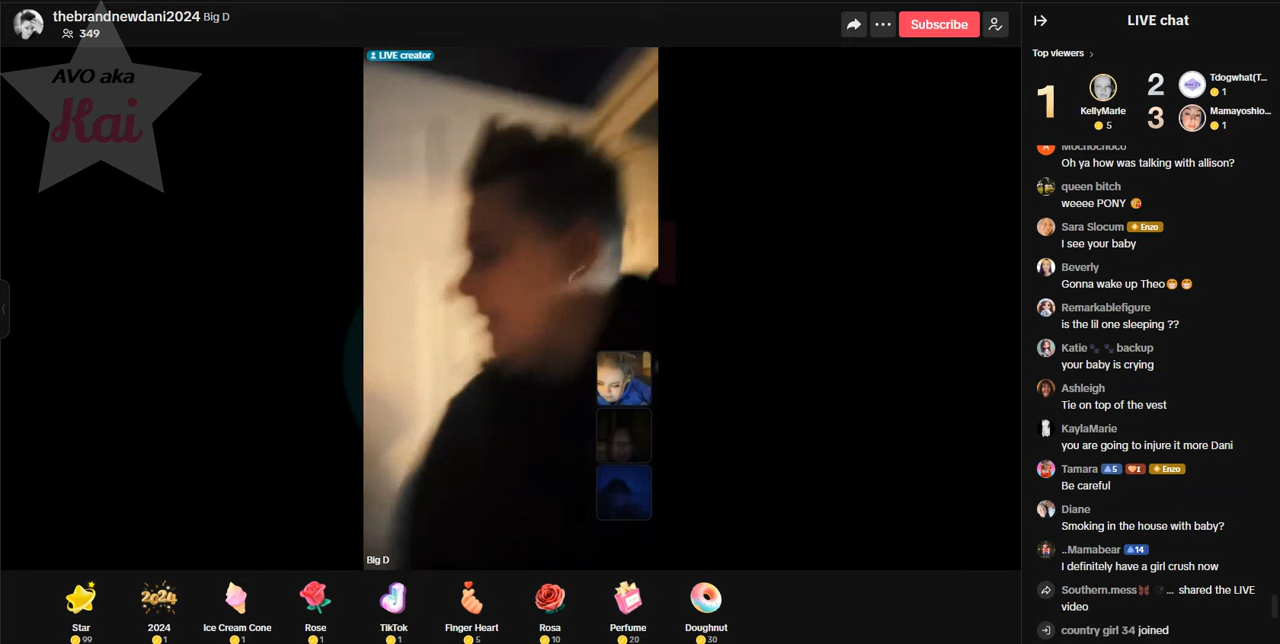 thebrandnewdani2024 Big D
349
Subscribe
AVO aka
Kai
LIVE creator
Big D
Star
99
2024
2024
1
Ice Cream Cone
1
Rose
1
TikTok
1
Finger Heart
5
Rosa
10
Perfume
20
Doughnut
30
LIVE chat
Top viewers
1
KellyMarie
5
2
Tdogwhat(T...
1
3
Mamayoshio...
1
Mochochoco
Oh ya how was talking with allison?
queen bitch
weeee PONY 😘
Sara Slocum Enzo
I see your baby
Beverly
Gonna wake up Theo😁 😁
Remarkablefigure
is the lil one sleeping ??
Katie🐾 🐾backup
your baby is crying
Ashleigh
Tie on top of the vest
KaylaMarie
you are going to injure it more Dani
Tamara 5 I Enzo
Be careful
Diane
Smoking in the house with baby?
..Mamabear 14
I definitely have a girl crush now
Southern.mess ... shared the LIVE
video
country girl 34 joined